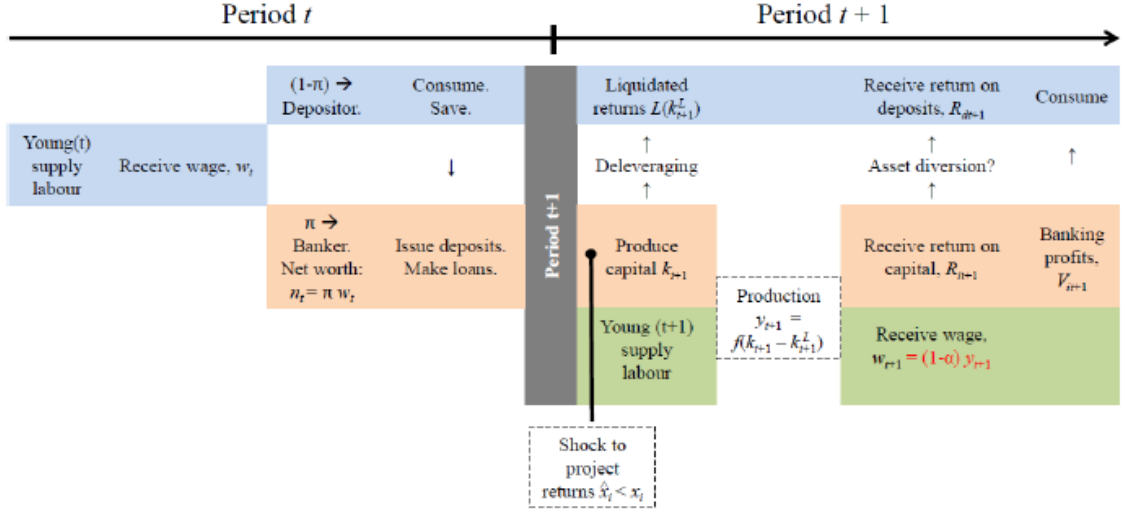 Period t
Period t + 1
(1-π) → Depositor.
Consume. Save.
Liquidated returns L(k^L_{t+1})
Receive return on deposits, R_{dt+1}
Consume
Young(t) supply labour
Receive wage, w_t
↓
↑
Deleveraging
↑
↑
Asset diversion?
↑
↑
Period t+1
π → Banker. Net worth: n_t = π w_t
Issue deposits. Make loans.
Produce capital k_{t+1}
Receive return on capital, R_{it+1}
Banking profits, V_{it+1}
Production y_{t+1} = f(k_{t+1} – k^L_{t+1})
Young (t+1) supply labour
Receive wage, w_{t+1} = (1-α) y_{t+1}
Shock to project returns x̂_i < x_i